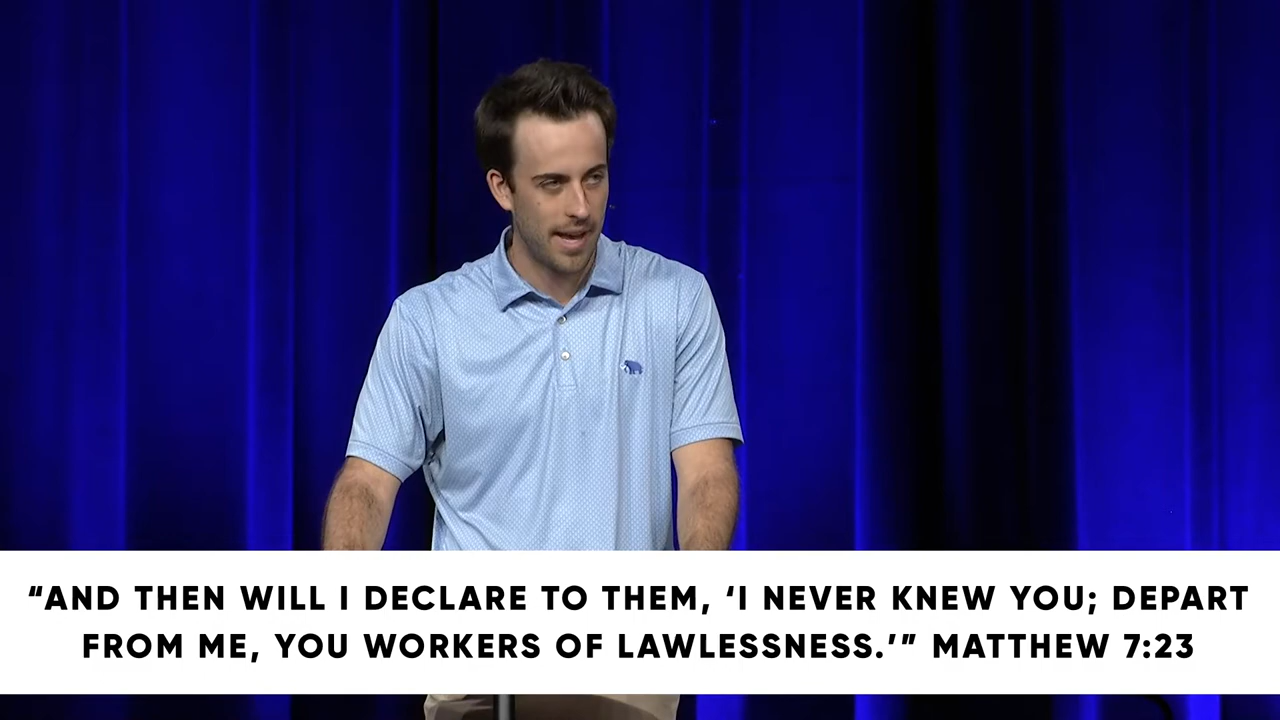 “AND THEN WILL I DECLARE TO THEM, ‘I NEVER KNEW YOU; DEPART
FROM ME, YOU WORKERS OF LAWLESSNESS.’” MATTHEW 7:23